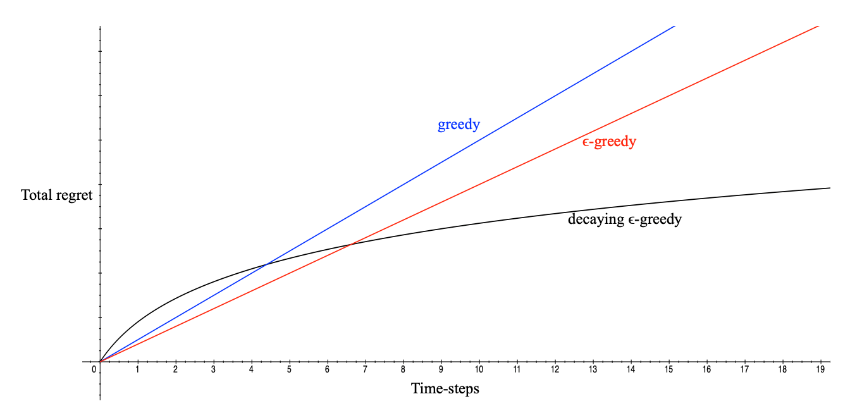 greedy
ϵ-greedy
Total regret
decaying ϵ-greedy
0 1 2 3 4 5 6 7 8 9 10 11 12 13 14 15 16 17 18 19
Time-steps